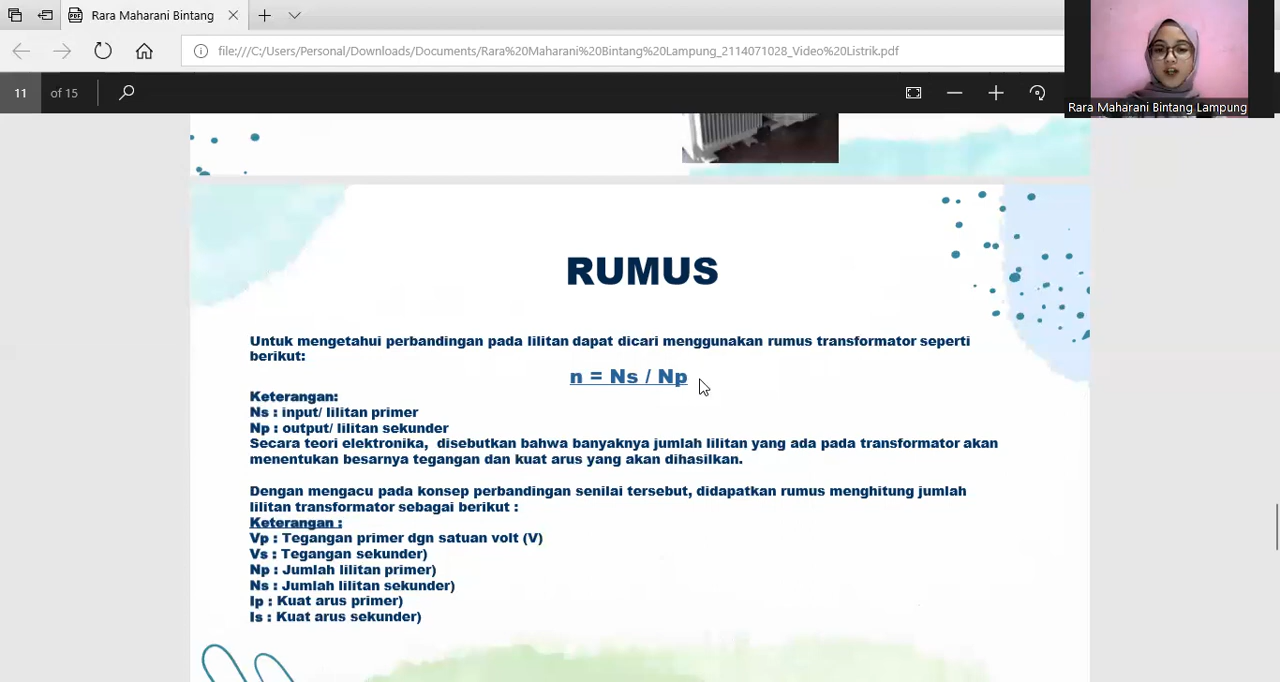 Rara Maharani Bintang
file:///C:/Users/Personal/Downloads/Documents/Rara%20Maharani%20Bintang%20Lampung_2114071028_Video%20Listrik.pdf
11 of 15
Rara Maharani Bintang Lampung
RUMUS
Untuk mengetahui perbandingan pada lilitan dapat dicari menggunakan rumus transformator seperti
berikut:
n = Ns / Np
Keterangan:
Ns : input/ lilitan primer
Np : output/ lilitan sekunder
Secara teori elektronika, disebutkan bahwa banyaknya jumlah lilitan yang ada pada transformator akan
menentukan besarnya tegangan dan kuat arus yang akan dihasilkan.
Dengan mengacu pada konsep perbandingan senilai tersebut, didapatkan rumus menghitung jumlah
lilitan transformator sebagai berikut :
Keterangan :
Vp : Tegangan primer dgn satuan volt (V)
Vs : Tegangan sekunder)
Np : Jumlah lilitan primer)
Ns : Jumlah lilitan sekunder)
Ip : Kuat arus primer)
Is : Kuat arus sekunder)